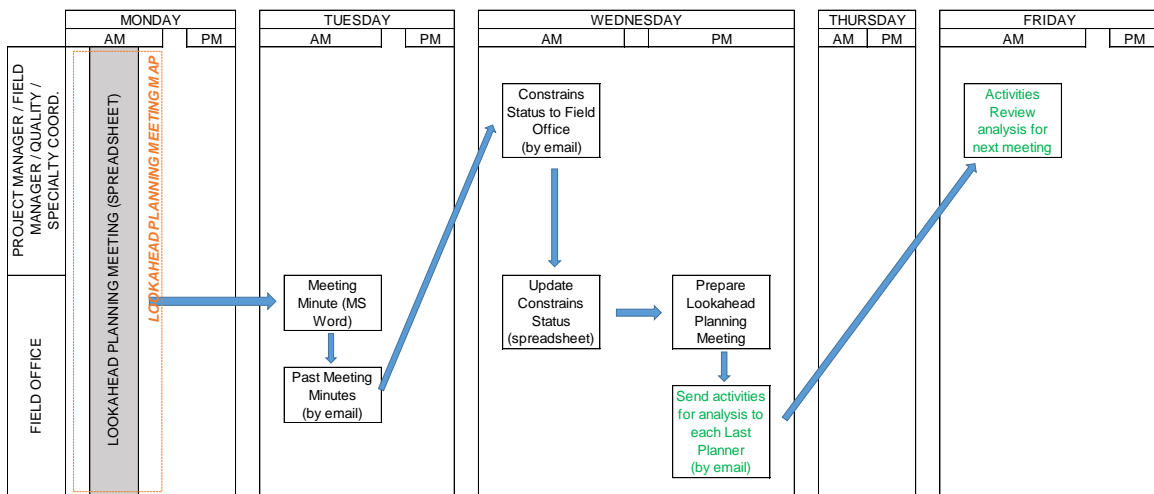 MONDAY
TUESDAY
WEDNESDAY
THURSDAY
FRIDAY
AM
PM
AM
PM
AM
PM
AM
PM
AM
PM
PROJECT MANAGER / FIELD
MANAGER / QUALITY /
SPECIALTY COORD.
FIELD OFFICE
LOOKAHEAD PLANNING MEETING (SPREADSHEET)
LOOKAHEAD PLANNING MEETING MAP
Meeting
Minute (MS
Word)
Past Meeting
Minutes
(by email)
Constrains
Status to Field
Office
(by email)
Update
Constrains
Status
(spreadsheet)
Prepare
Lookahead
Planning
Meeting
Send activities
for analysis to
each Last
Planner
(by email)
Activities
Review
analysis for
next meeting